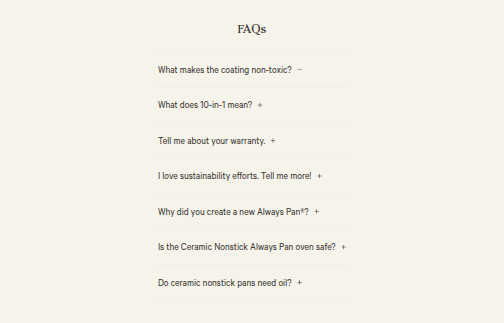 FAQs
What makes the coating non-toxic? −
What does 10-in-1 mean? +
Tell me about your warranty. +
I love sustainability efforts. Tell me more! +
Why did you create a new Always Pan®? +
Is the Ceramic Nonstick Always Pan oven safe? +
Do ceramic nonstick pans need oil? +